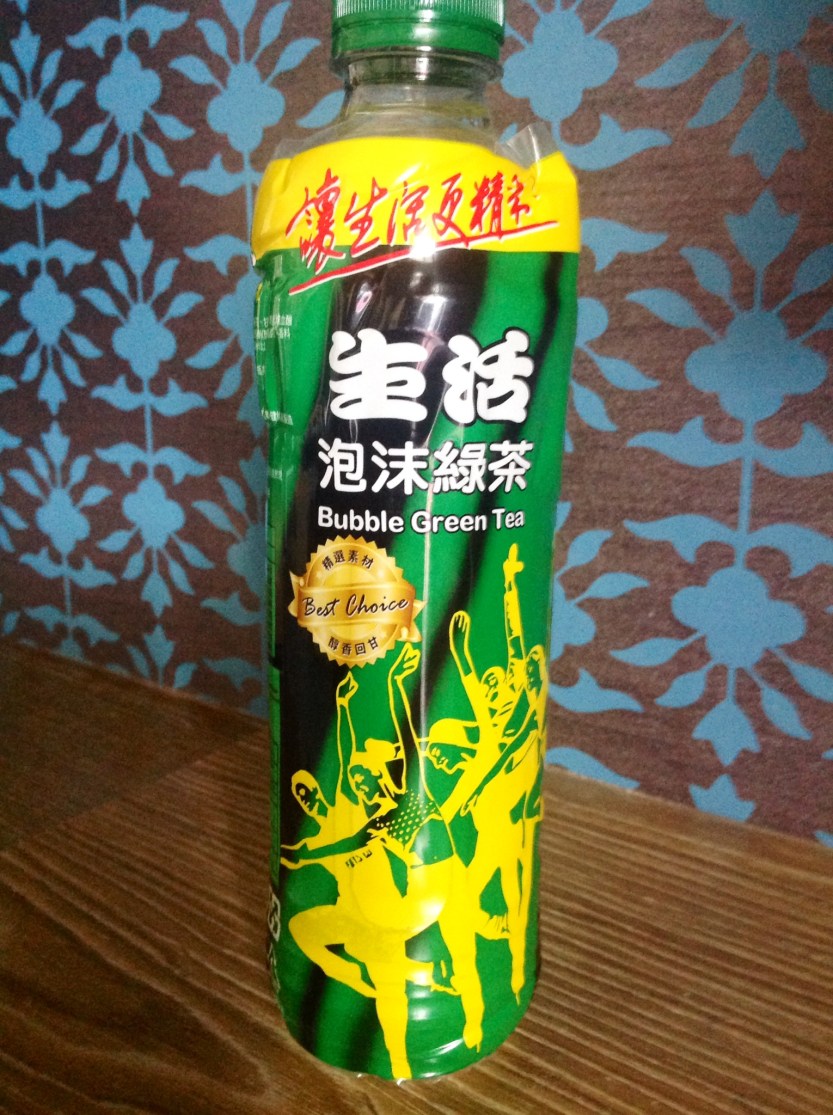 讓生活更精彩
生活
泡沫綠茶
Bubble Green Tea
精選素材
Best Choice
醇香回甘